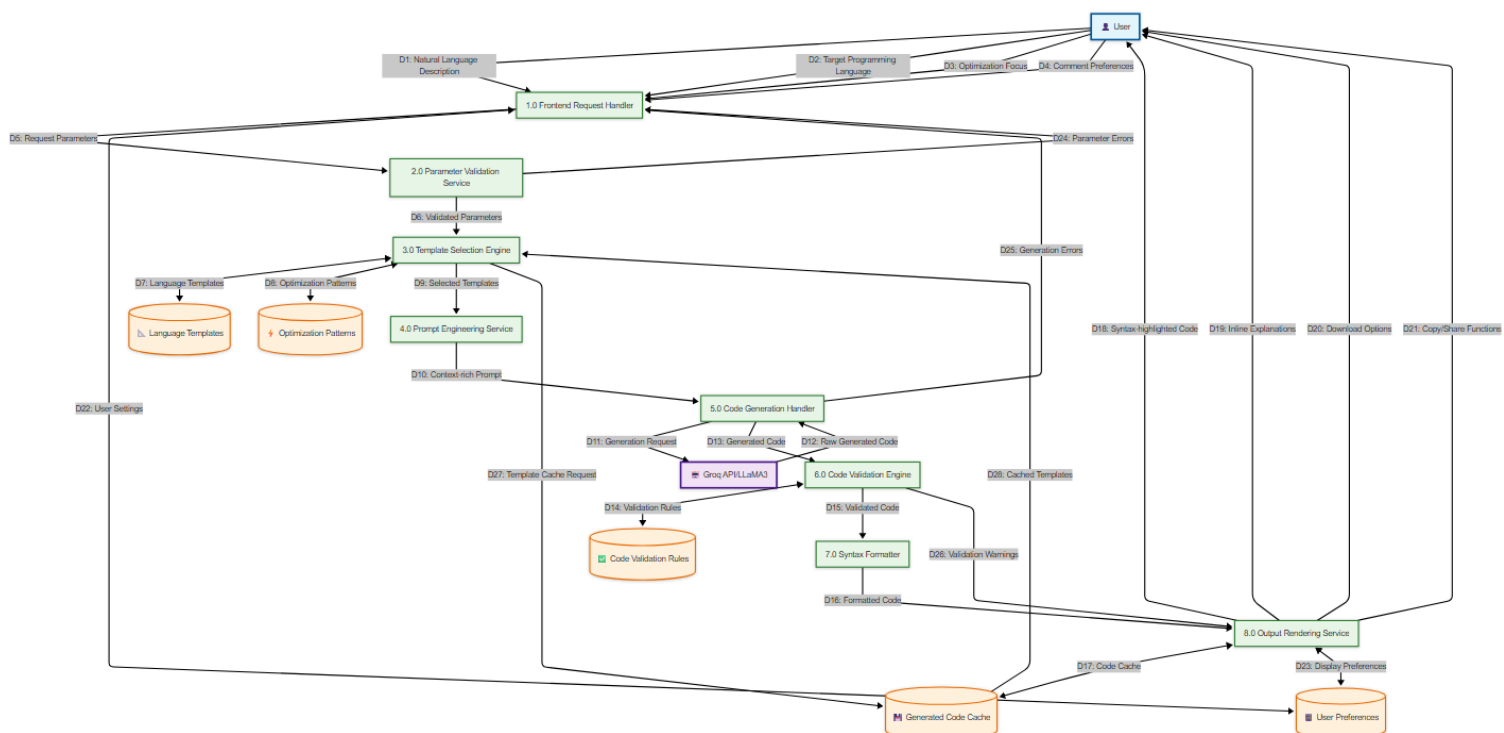 User
D1: Natural Language
Description
D2: Target Programming
Language
D3: Optimization Focus
D4: Comment Preferences
1.0 Frontend Request Handler
D5: Request Parameters
D24: Parameter Errors
2.0 Parameter Validation
Service
D6: Validated Parameters
3.0 Template Selection Engine
D25: Generation Errors
D7: Language Templates
D8: Optimization Patterns
D9: Selected Templates
Language Templates
Optimization Patterns
4.0 Prompt Engineering Service
D18: Syntax-highlighted Code
D19: Inline Explanations
D20: Download Options
D21: Copy/Share Functions
D10: Context-rich Prompt
D22: User Settings
5.0 Code Generation Handler
D11: Generation Request
D13: Generated Code
D12: Raw Generated Code
D27: Template Cache Request
Groq API/LLaMA3
6.0 Code Validation Engine
D28: Cached Templates
D14: Validation Rules
D15: Validated Code
Code Validation Rules
7.0 Syntax Formatter
D26: Validation Warnings
D16: Formatted Code
8.0 Output Rendering Service
D17: Code Cache
D23: Display Preferences
Generated Code Cache
User Preferences